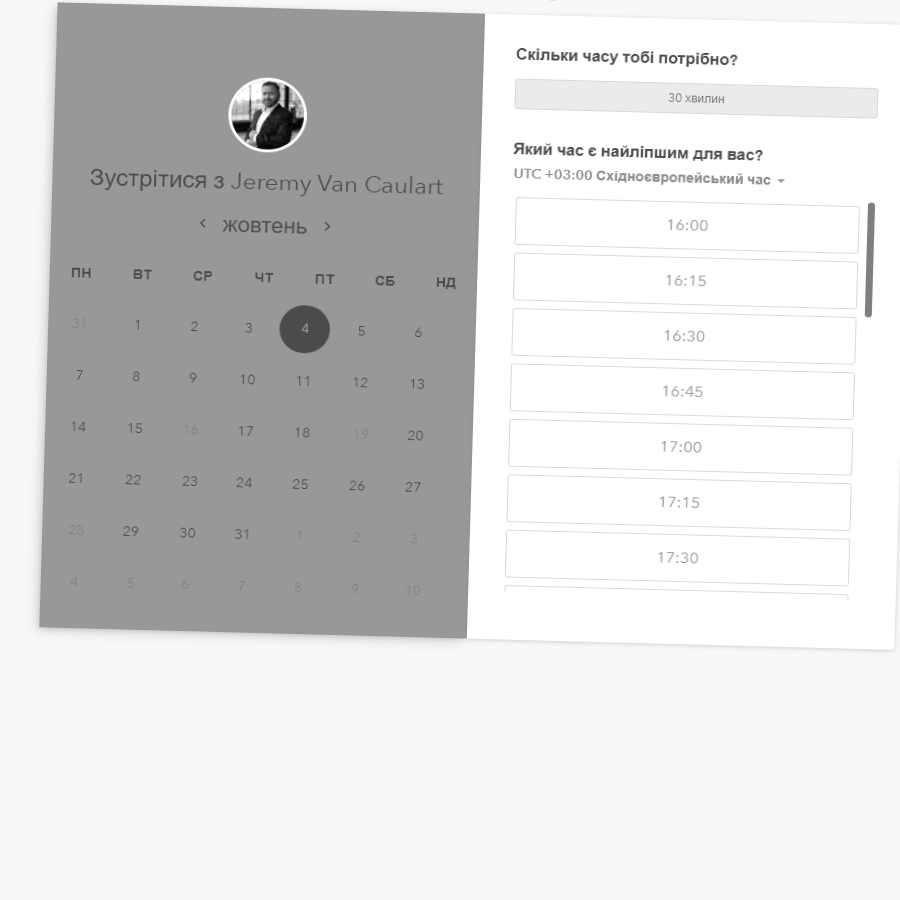 Зустрітися з Jeremy Van Caulart
жовтень
ПН ВТ СР ЧТ ПТ СБ НД
31 1 2 3 4 5 6
7 8 9 10 11 12 13
14 15 16 17 18 19 20
21 22 23 24 25 26 27
28 29 30 31 1 2 3
4 5 6 7 8 9 10
Скільки часу тобі потрібно?
30 хвилин
Який час є найліпшим для вас?
UTC +03:00 Східноєвропейський час
16:00
16:15
16:30
16:45
17:00
17:15
17:30